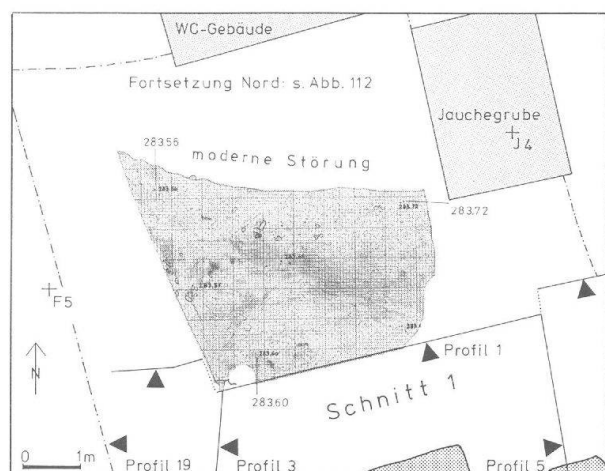 WC-Gebäude
Fortsetzung Nord: s. Abb. 112
Jauchegrube
J4
283.56
moderne Störung
283.72
F5
Profil 1
N
Schnitt 1
283.60
0 1m
Profil 19
Profil 3
Profil 5